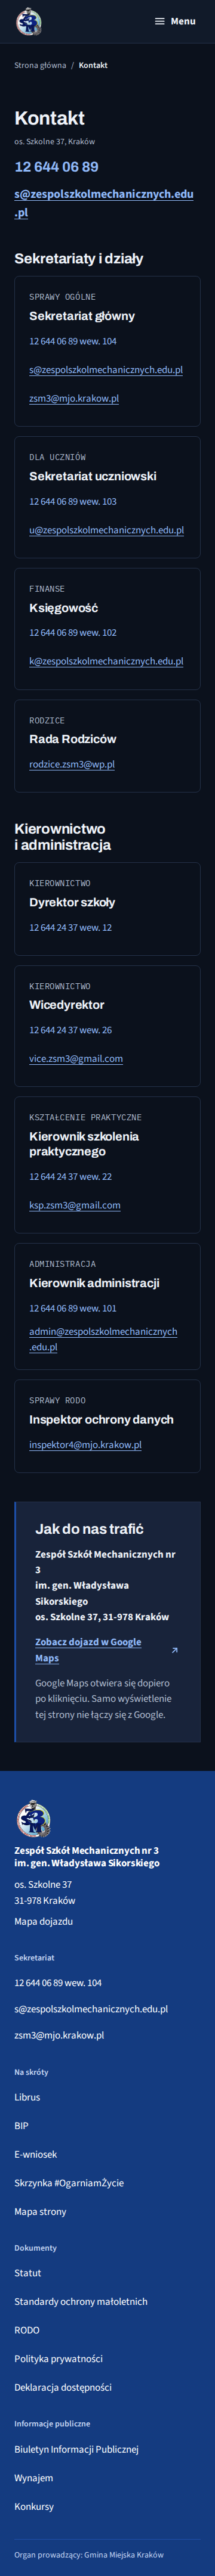 Menu
Strona główna / Kontakt
Kontakt
os. Szkolne 37, Kraków
12 644 06 89
s@zespolszkolmechanicznych.edu
.pl
Sekretariaty i działy
SPRAWY OGÓLNE
Sekretariat główny
12 644 06 89 wew. 104
s@zespolszkolmechanicznych.edu.pl
zsm3@mjo.krakow.pl
DLA UCZNIÓW
Sekretariat uczniowski
12 644 06 89 wew. 103
u@zespolszkolmechanicznych.edu.pl
FINANSE
Księgowość
12 644 06 89 wew. 102
k@zespolszkolmechanicznych.edu.pl
RODZICE
Rada Rodziców
rodzice.zsm3@wp.pl
Kierownictwo
i administracja
KIEROWNICTWO
Dyrektor szkoły
12 644 24 37 wew. 12
KIEROWNICTWO
Wicedyrektor
12 644 24 37 wew. 26
vice.zsm3@gmail.com
KSZTAŁCENIE PRAKTYCZNE
Kierownik szkolenia
praktycznego
12 644 24 37 wew. 22
ksp.zsm3@gmail.com
ADMINISTRACJA
Kierownik administracji
12 644 06 89 wew. 101
admin@zespolszkolmechanicznych
.edu.pl
SPRAWY RODO
Inspektor ochrony danych
inspektor4@mjo.krakow.pl
Jak do nas trafić
Zespół Szkół Mechanicznych nr
3
im. gen. Władysława
Sikorskiego
os. Szkolne 37, 31-978 Kraków
Zobacz dojazd w Google
Maps
Google Maps otwiera się dopiero
po kliknięciu. Samo wyświetlenie
tej strony nie łączy się z Google.
Zespół Szkół Mechanicznych nr 3
im. gen. Władysława Sikorskiego
os. Szkolne 37
31-978 Kraków
Mapa dojazdu
Sekretariat
12 644 06 89 wew. 104
s@zespolszkolmechanicznych.edu.pl
zsm3@mjo.krakow.pl
Na skróty
Librus
BIP
E-wniosek
Skrzynka #OgarniamŻycie
Mapa strony
Dokumenty
Statut
Standardy ochrony małoletnich
RODO
Polityka prywatności
Deklaracja dostępności
Informacje publiczne
Biuletyn Informacji Publicznej
Wynajem
Konkursy
Organ prowadzący: Gmina Miejska Kraków